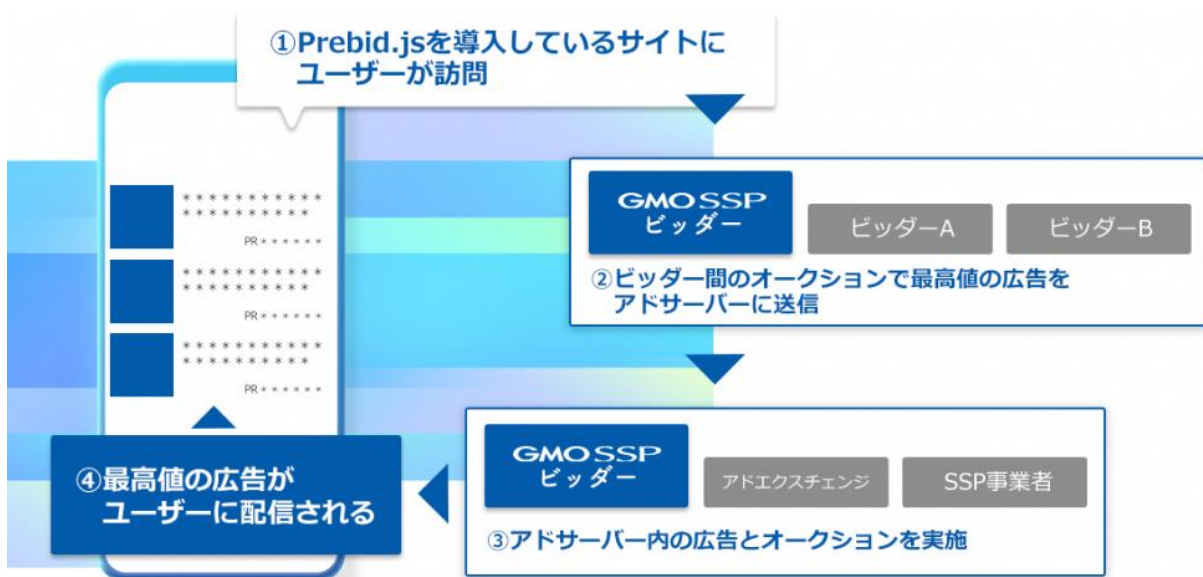 ①Prebid.jsを導入しているサイトに
ユーザーが訪問
***********
**********
PR******
***********
**********
PR******
***********
**********
PR******
GMO SSP
ビッダー
ビッダーA
ビッダーB
②ビッダー間のオークションで最高値の広告を
アドサーバーに送信
GMO SSP
ビッダー
アドエクスチェンジ
SSP事業者
③アドサーバー内の広告とオークションを実施
④最高値の広告が
ユーザーに配信される